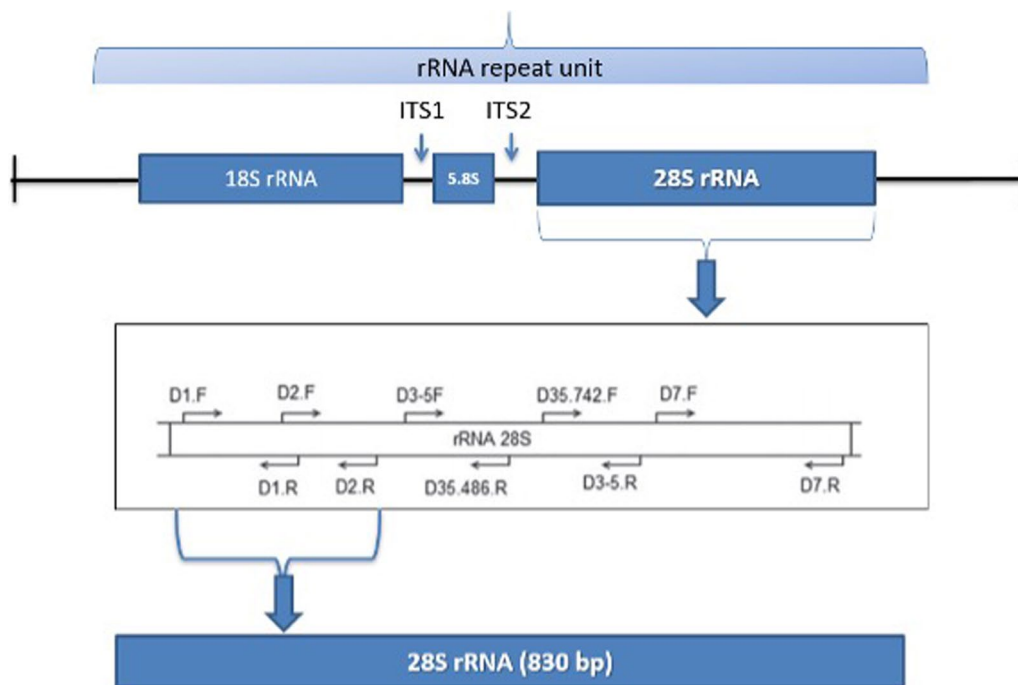 rRNA repeat unit
ITS1 ITS2
18S rRNA 5.8S 28S rRNA
D1.F D2.F D3-5F D35.742.F D7.F
rRNA 28S
D1.R D2.R D35.486.R D3-5.R D7.R
28S rRNA (830 bp)